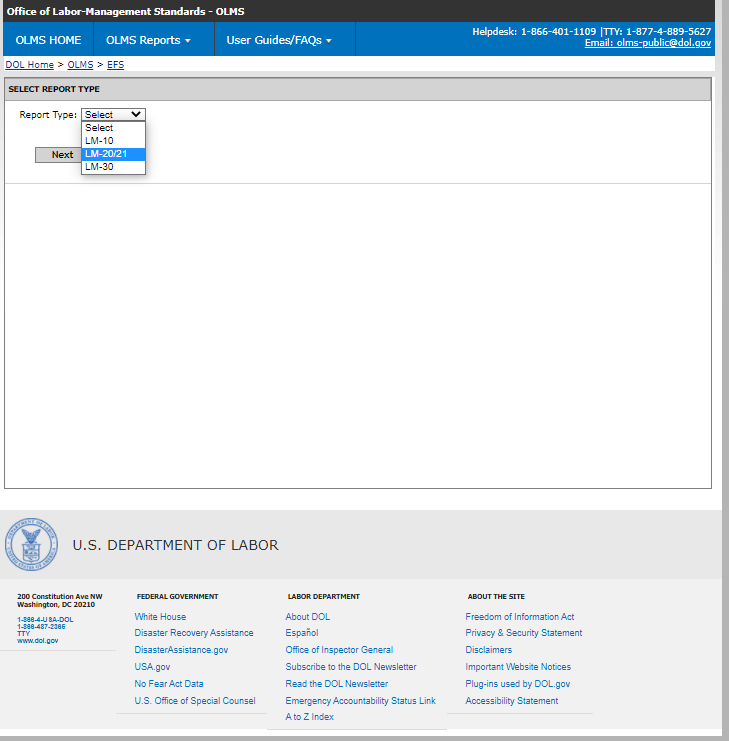 Office of Labor-Management Standards - OLMS
OLMS HOME
OLMS Reports
User Guides/FAQs
Helpdesk: 1-866-401-1109 |TTY: 1-877-4-889-5627
Email: olms-public@dol.gov
DOL Home > OLMS > EFS
SELECT REPORT TYPE
Report Type: Select
Select
LM-10
Next
LM-20/21
LM-30
U.S. DEPARTMENT OF LABOR
200 Constitution Ave NW
Washington, DC 20210
1-866-4-USA-DOL
1-866-487-2365
TTY
www.dol.gov
FEDERAL GOVERNMENT
White House
Disaster Recovery Assistance
DisasterAssistance.gov
USA.gov
No Fear Act Data
U.S. Office of Special Counsel
LABOR DEPARTMENT
About DOL
Español
Office of Inspector General
Subscribe to the DOL Newsletter
Read the DOL Newsletter
Emergency Accountability Status Link
A to Z Index
ABOUT THE SITE
Freedom of Information Act
Privacy & Security Statement
Disclaimers
Important Website Notices
Plug-ins used by DOL.gov
Accessibility Statement